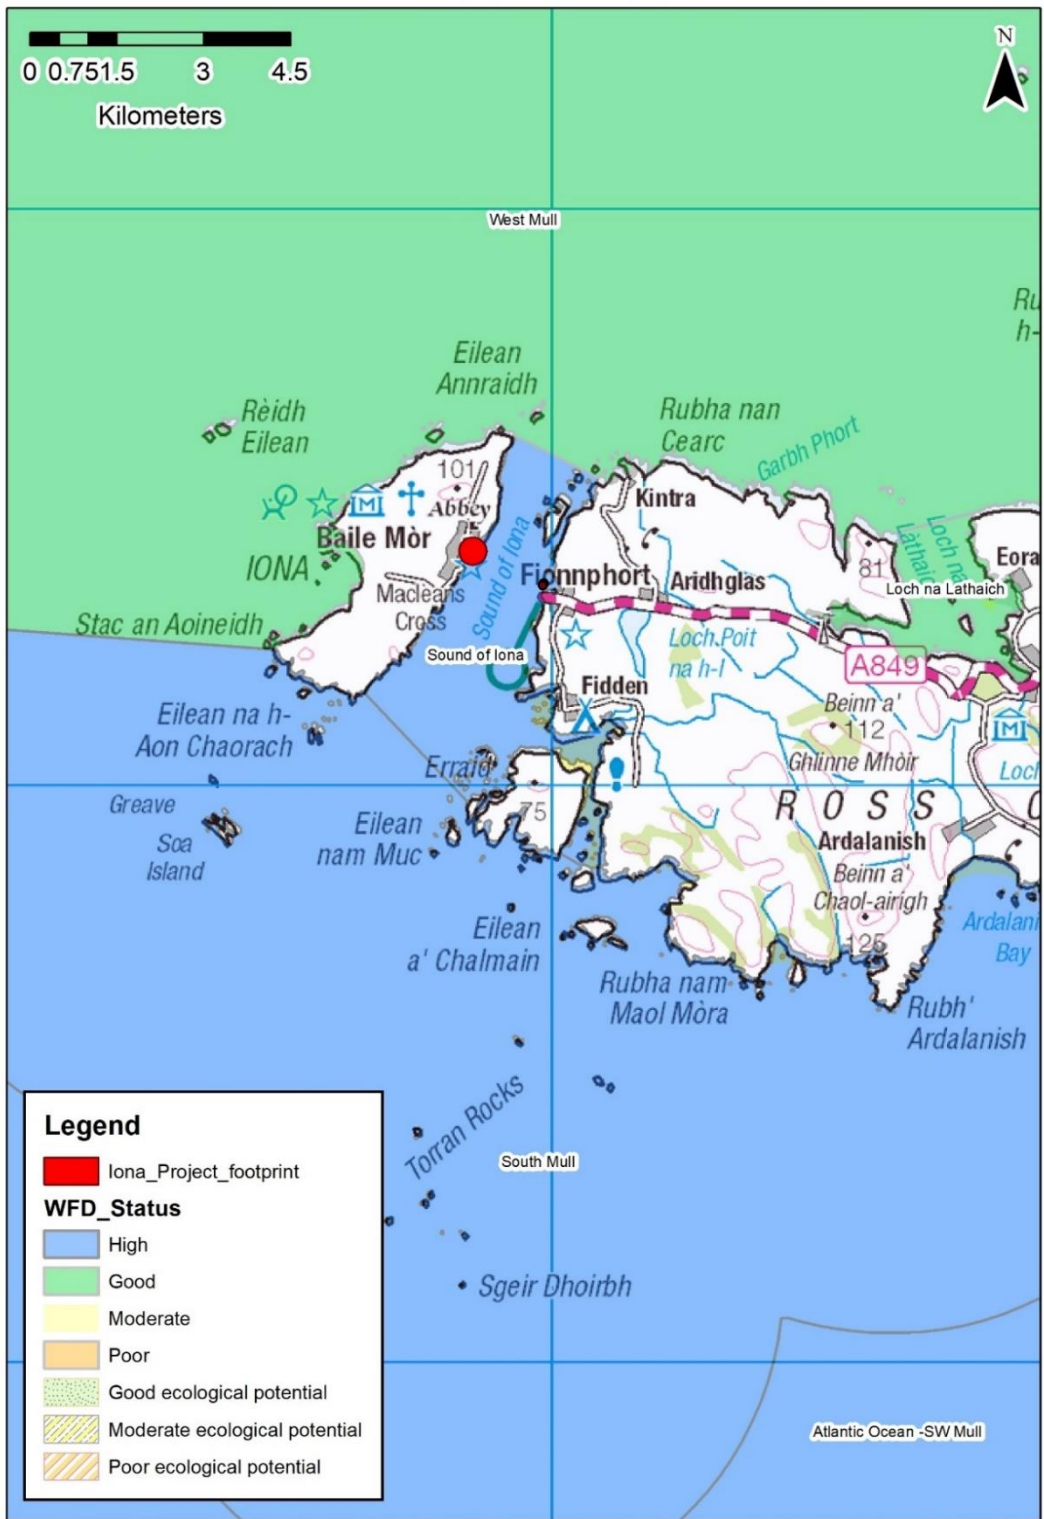 N
0 0.75 1.5 3 4.5
Kilometers
West Mull
Eilean
Annraidh
Rèidh
Eilean
Rubha nan
Cearc
Garbh Phort
101
Abbey
Kintra
M
Baile Mòr
IONA
Sound of Iona
Fionnphort
Aridhglas
81
Loch na Lathaich
Macleans
Cross
Stac an Aoineidh
Sound of Iona
Loch Poit
na h-I
A849
Fidden
Beinn a'
112
Ghlinne Mhòir
M
Eilean na h-
Aon Chaorach
Erraid
Greave
Soa
Island
75
Eilean
nam Muc
ROSS
Ardalanish
Beinn a'
Chaol-airigh
125
Eilean
a' Chalmain
Rubha nam
Maol Mòra
Bay
Rubh'
Ardalanish
Torran Rocks
South Mull
Sgeir Dhoirbh
Atlantic Ocean -SW Mull
Legend
Iona_Project_footprint
WFD_Status
High
Good
Moderate
Poor
Good ecological potential
Moderate ecological potential
Poor ecological potential